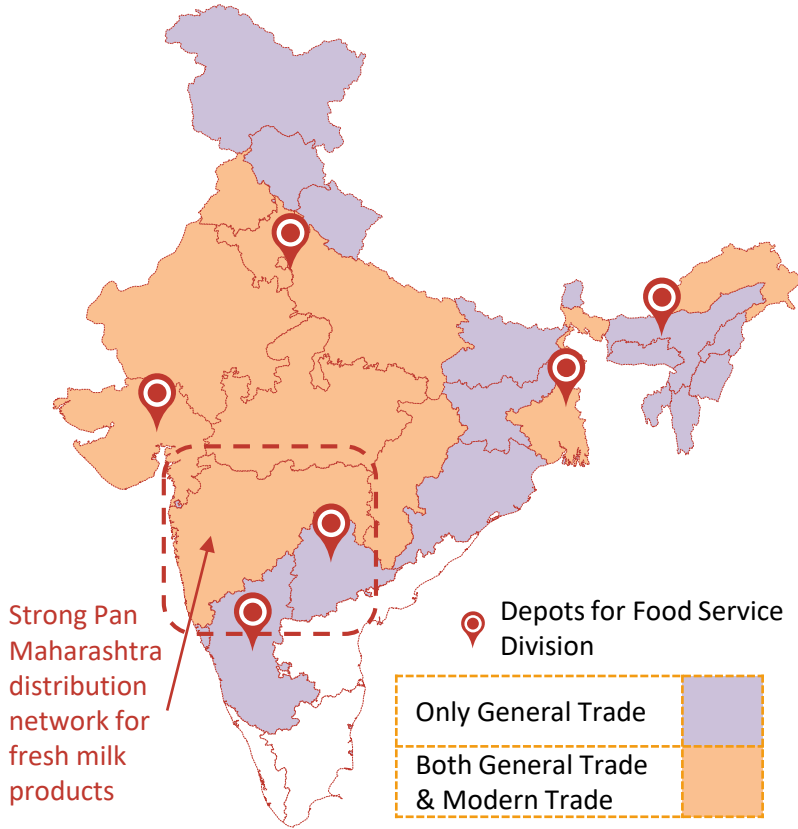 Strong Pan
Maharashtra
distribution
network for
fresh milk
products
Depots for Food Service
Division
Only General Trade
Both General Trade
& Modern Trade